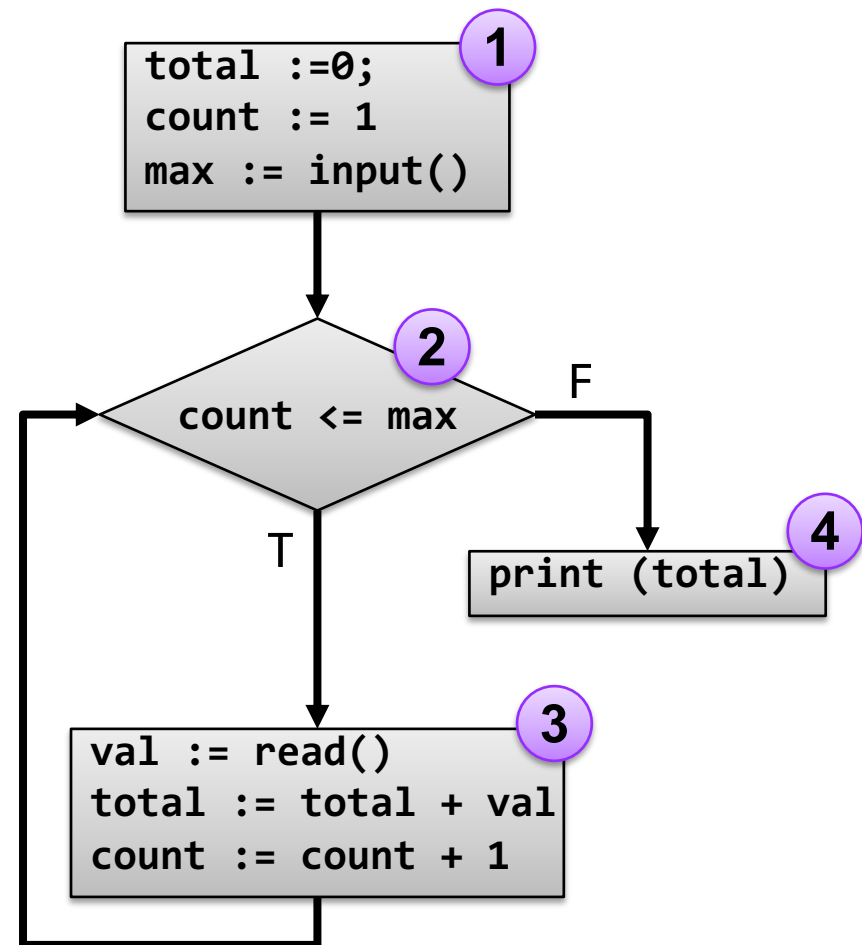 1
total :=0;
count := 1
max := input()
2
count <= max
F
T
4
print (total)
3
val := read()
total := total + val
count := count + 1